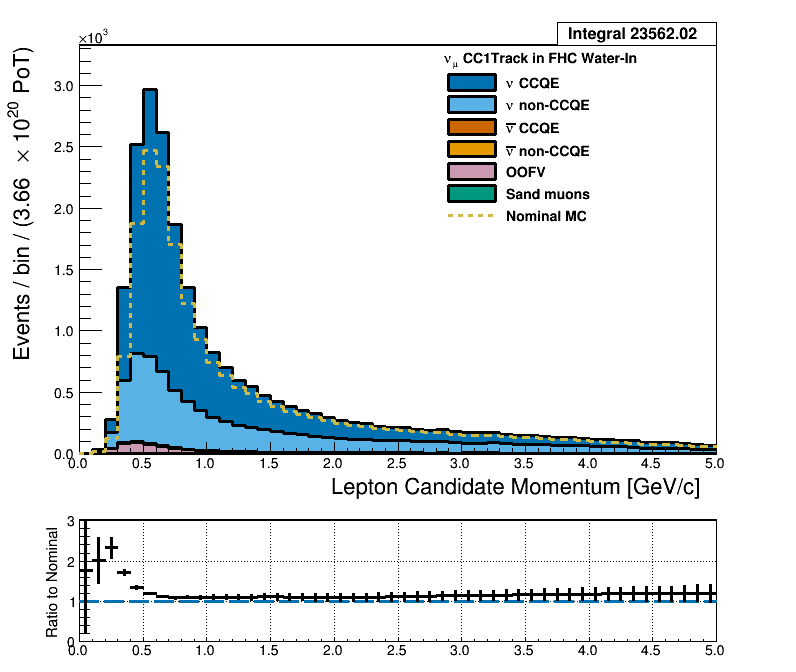 Integral 23562.02
×10³
ν_μ CC1Track in FHC Water-In
ν CCQE
ν non-CCQE
ν̅ CCQE
ν̅ non-CCQE
OOFV
Sand muons
Nominal MC
Events / bin / (3.66 × 10²⁰ PoT)
3.0
2.5
2.0
1.5
1.0
0.5
0.0
0.0 0.5 1.0 1.5 2.0 2.5 3.0 3.5 4.0 4.5 5.0
Lepton Candidate Momentum [GeV/c]
Ratio to Nominal
3
2
1
0
0.0 0.5 1.0 1.5 2.0 2.5 3.0 3.5 4.0 4.5 5.0